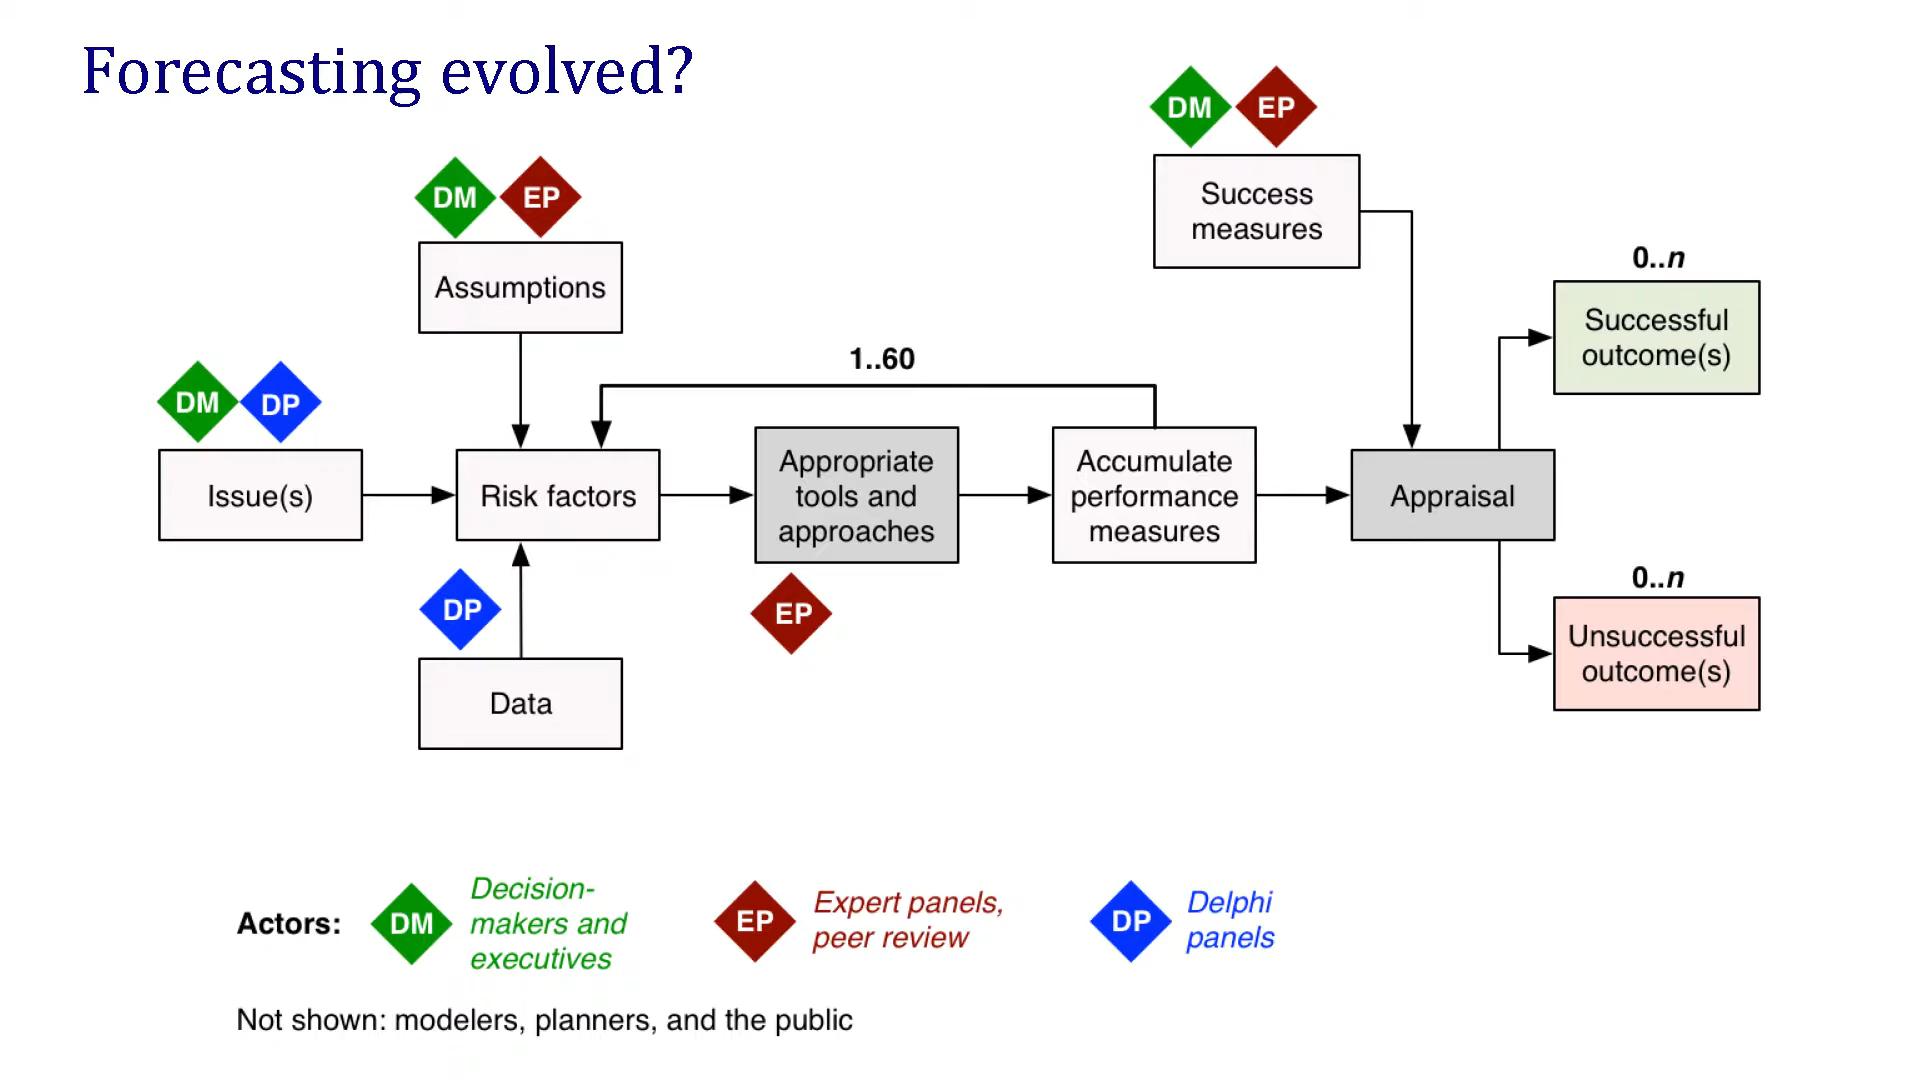 Forecasting evolved?
DM EP
Success
measures
DM EP
Assumptions
0..n
Successful
outcome(s)
1..60
DM DP
Issue(s)
Risk factors
Appropriate
tools and
approaches
Accumulate
performance
measures
Appraisal
DP
EP
Data
0..n
Unsuccessful
outcome(s)
Actors:
DM
Decision-
makers and
executives
EP
Expert panels,
peer review
DP
Delphi
panels
Not shown: modelers, planners, and the public